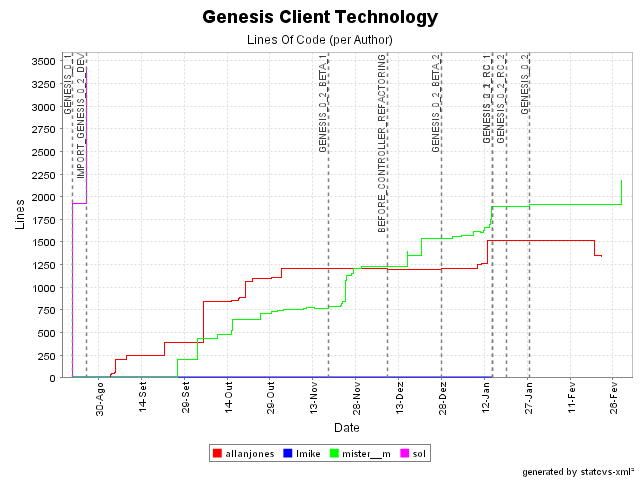 Genesis Client Technology
Lines Of Code (per Author)
Lines
3500
3250
3000
2750
2500
2250
2000
1750
1500
1250
1000
750
500
250
0
GENESIS_0_1
IMPORT_GENESIS_0_2_DEV
GENESIS_0_2_BETA_1
BEFORE_CONTROLLER_REFACTORING
GENESIS_0_2_BETA_2
GENESIS_0_2_RC_1
GENESIS_0_2_RC_2
GENESIS_0_2
30-Ago
14-Set
29-Set
14-Out
29-Out
13-Nov
28-Nov
13-Dez
28-Dez
12-Jan
27-Jan
11-Fev
26-Fev
Date
allanjones lmike mister__m sol
generated by statcvs-xml²